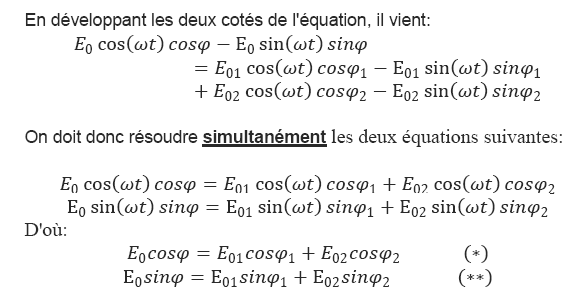 En développant les deux cotés de l'équation, il vient:
E₀ cos(ωt) cosφ − E₀ sin(ωt) sinφ
= E₀₁ cos(ωt) cosφ₁ − E₀₁ sin(ωt) sinφ₁
+ E₀₂ cos(ωt) cosφ₂ − E₀₂ sin(ωt) sinφ₂
On doit donc résoudre simultanément les deux équations suivantes:
E₀ cos(ωt) cosφ = E₀₁ cos(ωt) cosφ₁ + E₀₂ cos(ωt) cosφ₂
E₀ sin(ωt) sinφ = E₀₁ sin(ωt) sinφ₁ + E₀₂ sin(ωt) sinφ₂
D'où:
E₀cosφ = E₀₁cosφ₁ + E₀₂cosφ₂ (*)
E₀sinφ = E₀₁sinφ₁ + E₀₂sinφ₂ (**)